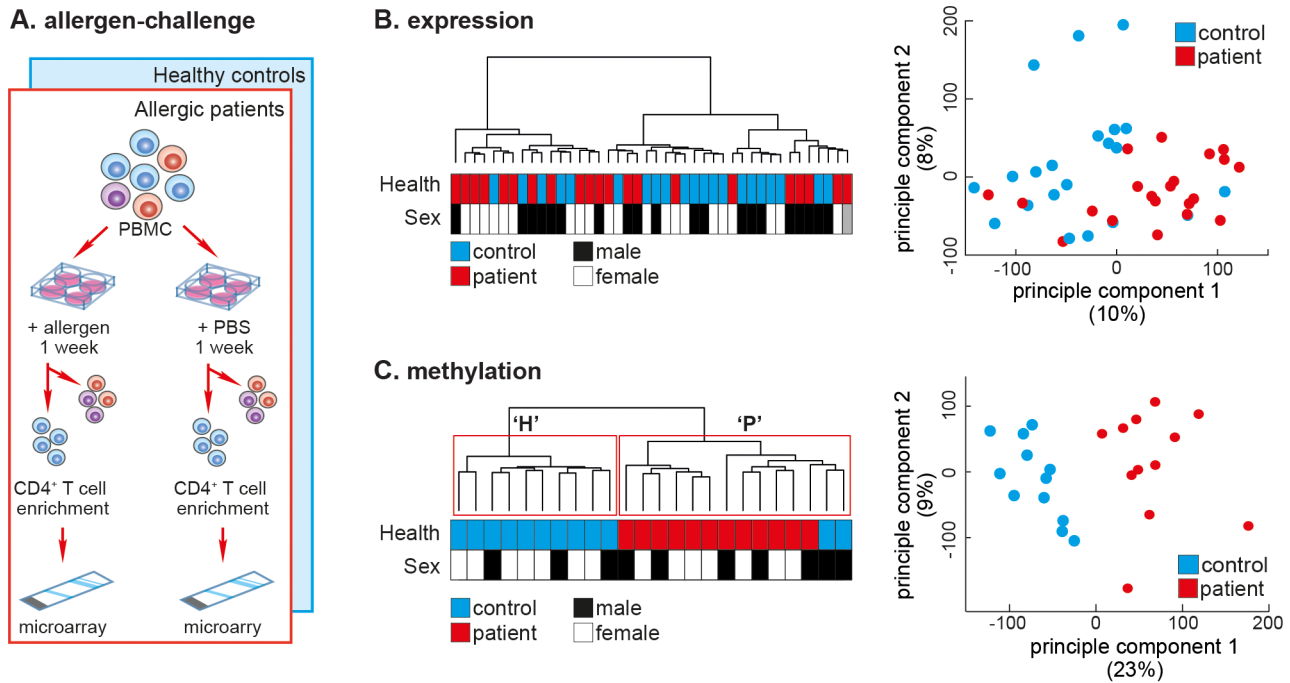 A. allergen-challenge
Healthy controls
Allergic patients
PBMC
+ allergen
1 week
+ PBS
1 week
CD4+ T cell
enrichment
CD4+ T cell
enrichment
microarray
microarry
B. expression
Health
Sex
control
patient
male
female
principle component 2
(8%)
200
100
0
-100
-100
0
100
principle component 1
(10%)
control
patient
C. methylation
'H'
'P'
Health
Sex
control
patient
male
female
principle component 2
(9%)
100
0
-100
-100
0
100
200
principle component 1
(23%)
control
patient